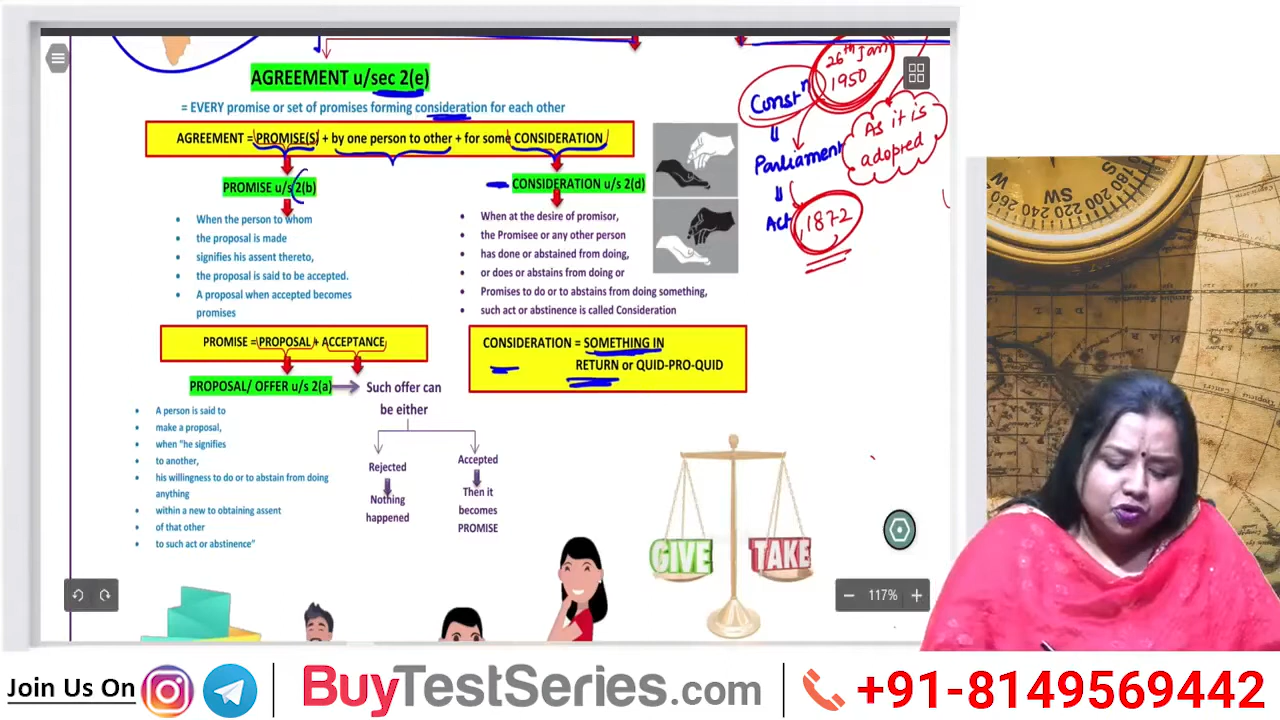 AGREEMENT u/sec 2(e)
= EVERY promise or set of promises forming consideration for each other
AGREEMENT = PROMISE(S) + by one person to other + for some CONSIDERATION
PROMISE u/s 2(b)
When the person to whom
the proposal is made
signifies his assent thereto,
the proposal is said to be accepted.
A proposal when accepted becomes
promises
PROMISE = PROPOSAL + ACCEPTANCE
PROPOSAL/ OFFER u/s 2(a)
A person is said to
make a proposal,
when "he signifies
to another,
his willingness to do or to abstain from doing
anything
within a new to obtaining assent
of that other
to such act or abstinence"
Such offer can
be either
Rejected
Nothing
happened
Accepted
Then it
becomes
PROMISE
CONSIDERATION u/s 2(d)
When at the desire of promisor,
the Promisee or any other person
has done or abstained from doing,
or does or abstains from doing or
Promises to do or to abstains from doing something,
such act or abstinence is called Consideration
CONSIDERATION = SOMETHING IN
RETURN or QUID-PRO-QUID
GIVE
TAKE
26th Jan
1950
Constn
Parliament
Act 1872
As it is
adopred
117%
SW
180
200
220
240
260
Join Us On
BuyTestSeries.com
+91-8149569442